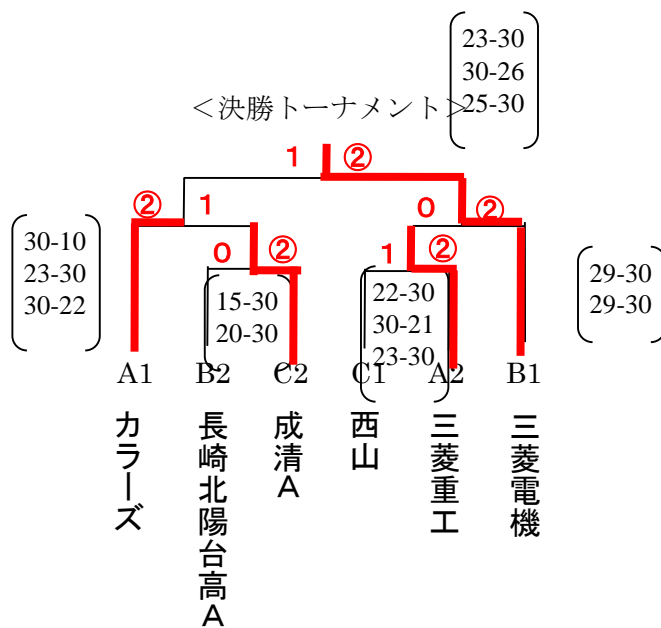 23-30
30-26
25-30
＜決勝トーナメント＞
1 ②
② 1
0 ②
30-10
23-30
30-22
0 ②
15-30
20-30
1 ②
22-30
30-21
23-30
29-30
29-30
A1 B2 C2 C1 A2 B1
カラーズ
長崎北陽台高A
成清A
西山
三菱重工
三菱電機